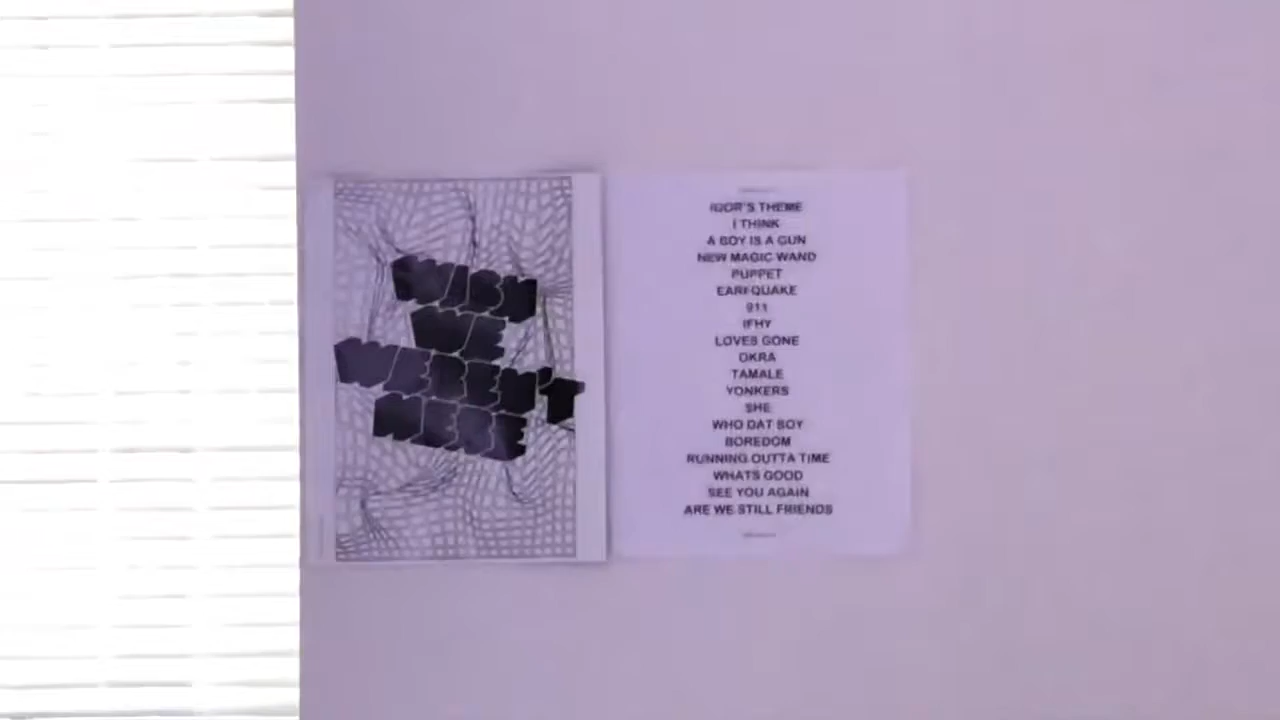 WISH
WE
WEREN'T
HERE
IGOR'S THEME
I THINK
A BOY IS A GUN
NEW MAGIC WAND
PUPPET
EARFQUAKE
911
IFHY
LOVES GONE
OKRA
TAMALE
YONKERS
SHE
WHO DAT BOY
BOREDOM
RUNNING OUTTA TIME
WHATS GOOD
SEE YOU AGAIN
ARE WE STILL FRIENDS